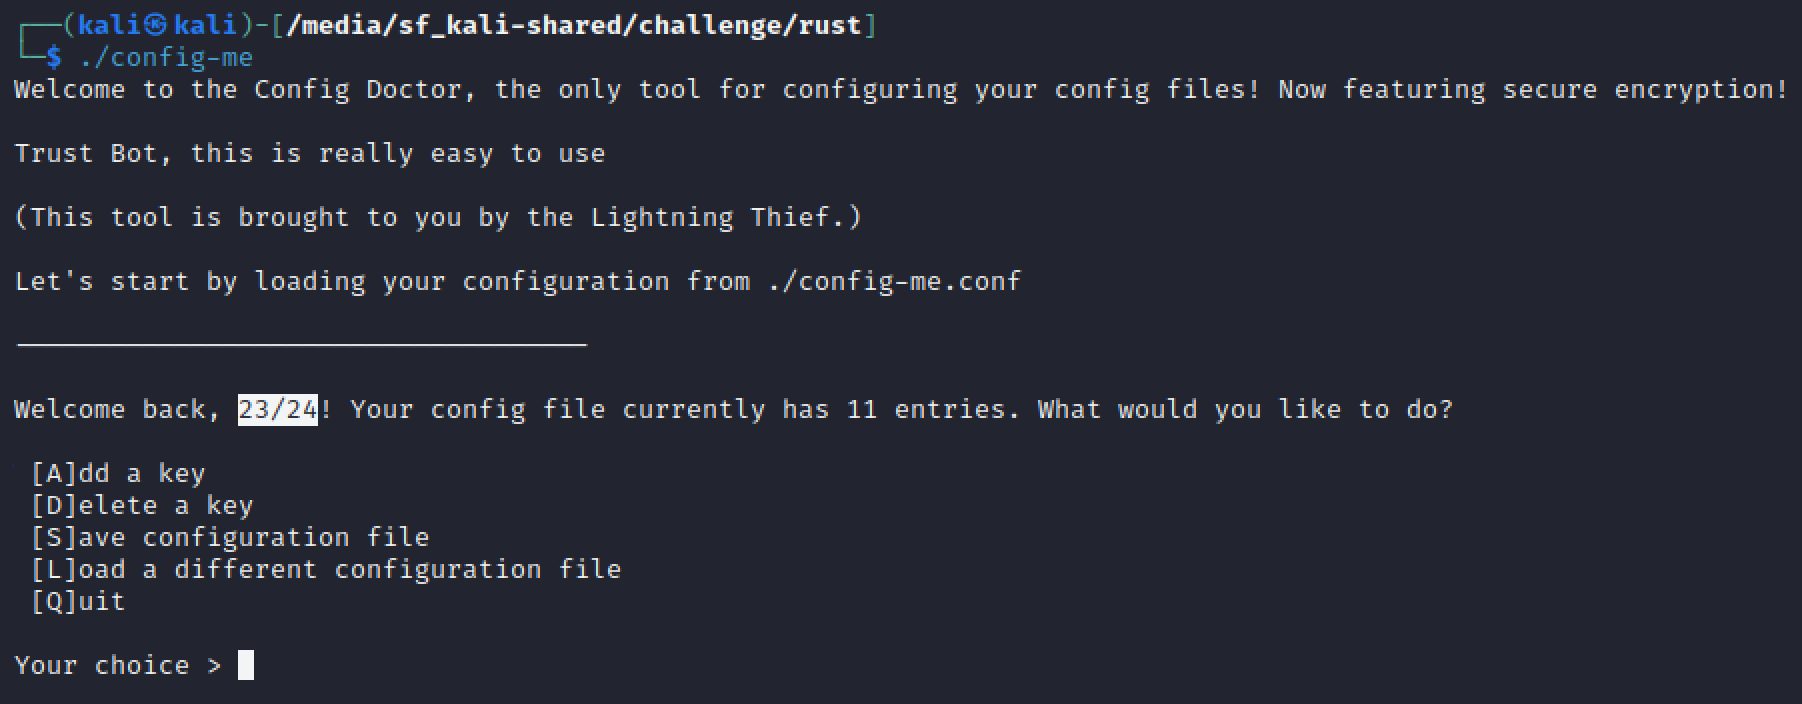 ┌──(kali㉿kali)-[/media/sf_kali-shared/challenge/rust]
└─$ ./config-me
Welcome to the Config Doctor, the only tool for configuring your config files! Now featuring secure encryption!
Trust Bot, this is really easy to use
(This tool is brought to you by the Lightning Thief.)
Let's start by loading your configuration from ./config-me.conf
Welcome back, 23/24! Your config file currently has 11 entries. What would you like to do?
[A]dd a key
[D]elete a key
[S]ave configuration file
[L]oad a different configuration file
[Q]uit
Your choice >